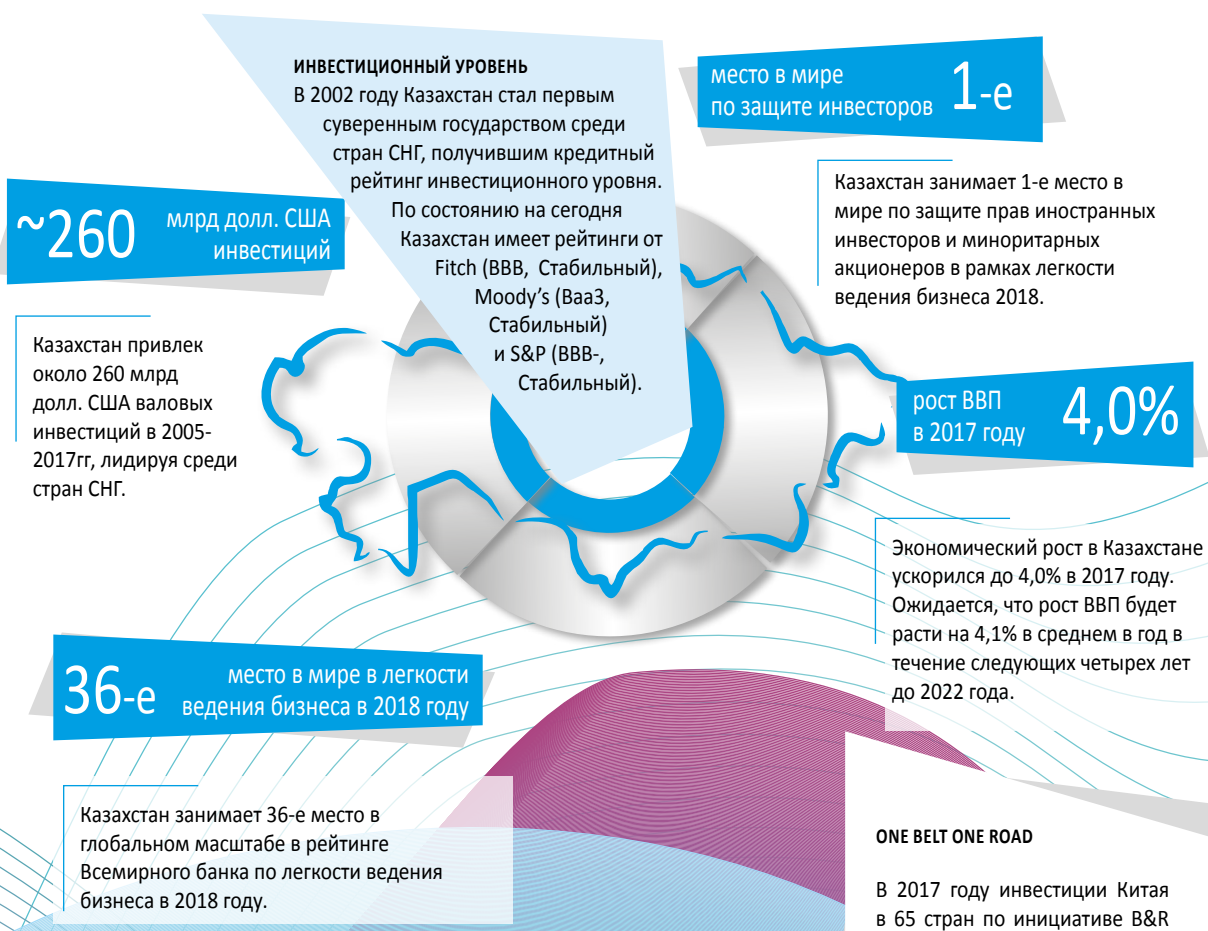 ИНВЕСТИЦИОННЫЙ УРОВЕНЬ
В 2002 году Казахстан стал первым
суверенным государством среди
стран СНГ, получившим кредитный
рейтинг инвестиционного уровня.
По состоянию на сегодня
Казахстан имеет рейтинги от
Fitch (BBB, Стабильный),
Moody’s (Baa3,
Стабильный)
и S&P (BBB-,
Стабильный).
место в мире
по защите инвесторов 1-е
Казахстан занимает 1-е место в
мире по защите прав иностранных
инвесторов и миноритарных
акционеров в рамках легкости
ведения бизнеса 2018.
~260 млрд долл. США
инвестиций
Казахстан привлек
около 260 млрд
долл. США валовых
инвестиций в 2005-
2017гг, лидируя среди
стран СНГ.
рост ВВП
в 2017 году 4,0%
Экономический рост в Казахстане
ускорился до 4,0% в 2017 году.
Ожидается, что рост ВВП будет
расти на 4,1% в среднем в год в
течение следующих четырех лет
до 2022 года.
36-е место в мире в легкости
ведения бизнеса в 2018 году
Казахстан занимает 36-е место в
глобальном масштабе в рейтинге
Всемирного банка по легкости ведения
бизнеса в 2018 году.
ONE BELT ONE ROAD
В 2017 году инвестиции Китая
в 65 стран по инициативе B&R